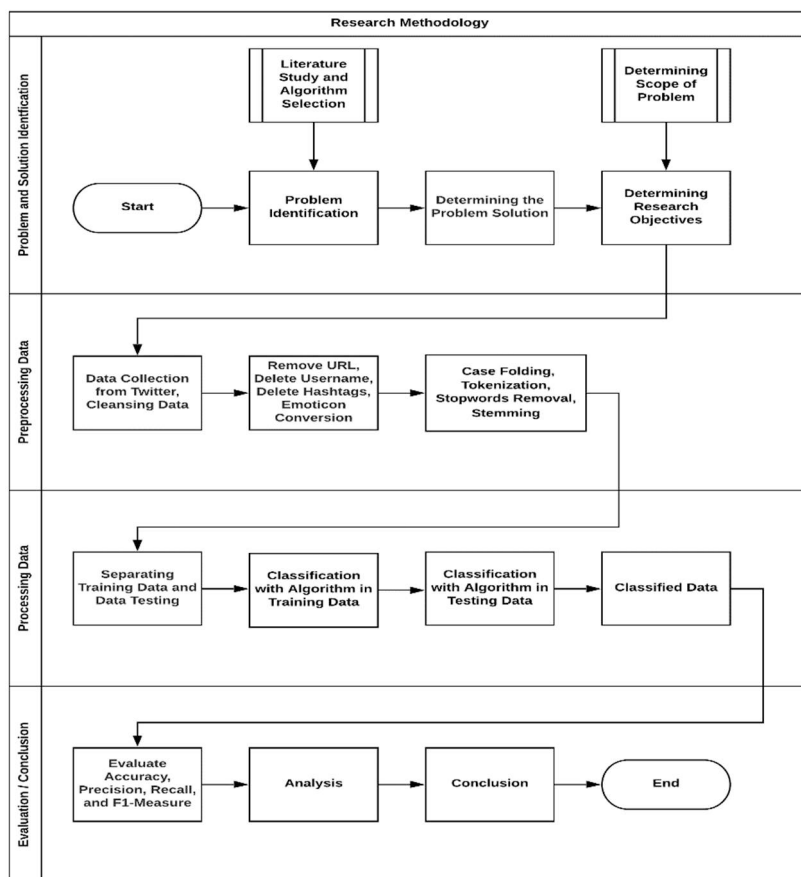 Research Methodology
Problem and Solution Identfication
Literature
Study and
Algorithm
Selection
Determining
Scope of
Problem
Start
Problem
Identification
Determining the
Problem Solution
Determining
Research
Objectives
Preprocessing Data
Data Collection
from Twitter,
Cleansing Data
Remove URL,
Delete Username,
Delete Hashtags,
Emoticon
Conversion
Case Folding,
Tokenization,
Stopwords Removal,
Stemming
Processing Data
Separating
Training Data and
Data Testing
Classification
with Algorithm in
Training Data
Classification
with Algorithm in
Testing Data
Classified Data
Evaluation / Conclusion
Evaluate
Accuracy,
Precision, Recall,
and F1-Measure
Analysis
Conclusion
End